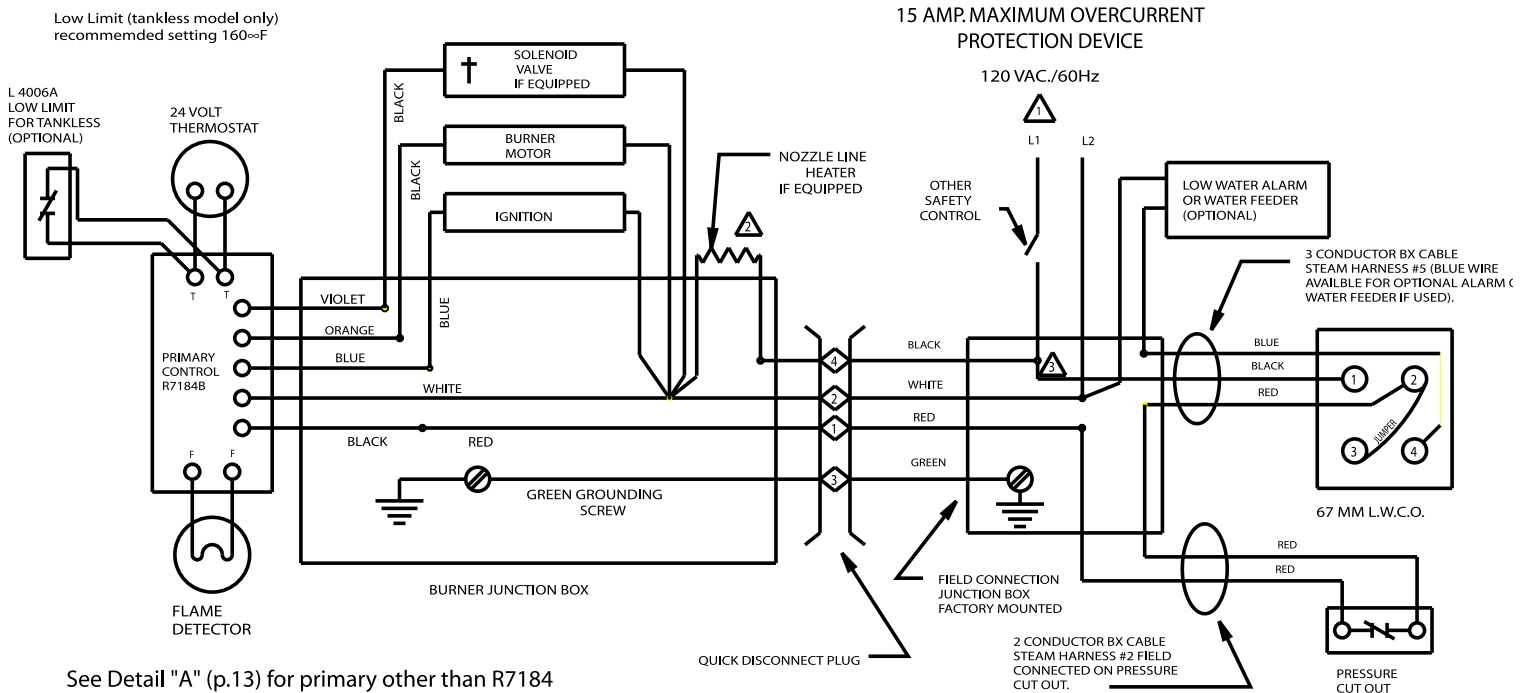 Low Limit (tankless model only)
recommemded setting 160∞F
15 AMP. MAXIMUM OVERCURRENT
PROTECTION DEVICE
120 VAC./60Hz
1
L1
L2
L 4006A
LOW LIMIT
FOR TANKLESS
(OPTIONAL)
24 VOLT
THERMOSTAT
BLACK
SOLENOID
VALVE
IF EQUIPPED
BLACK
BURNER
MOTOR
IGNITION
BLUE
NOZZLE LINE
HEATER
IF EQUIPPED
2
OTHER
SAFETY
CONTROL
LOW WATER ALARM
OR WATER FEEDER
(OPTIONAL)
3 CONDUCTOR BX CABLE
STEAM HARNESS #5 (BLUE WIRE
AVAILBLE FOR OPTIONAL ALARM
WATER FEEDER IF USED).
T
T
PRIMARY
CONTROL
R7184B
F
F
VIOLET
ORANGE
BLUE
WHITE
BLACK
RED
GREEN GROUNDING
SCREW
4
2
1
3
BLACK
WHITE
RED
GREEN
3
BLUE
BLACK
RED
1
2
3
4
JUMPER
67 MM L.W.C.O.
RED
RED
FLAME
DETECTOR
BURNER JUNCTION BOX
FIELD CONNECTION
JUNCTION BOX
FACTORY MOUNTED
QUICK DISCONNECT PLUG
2 CONDUCTOR BX CABLE
STEAM HARNESS #2 FIELD
CONNECTED ON PRESSURE
CUT OUT.
PRESSURE
CUT OUT
See Detail "A" (p.13) for primary other than R7184